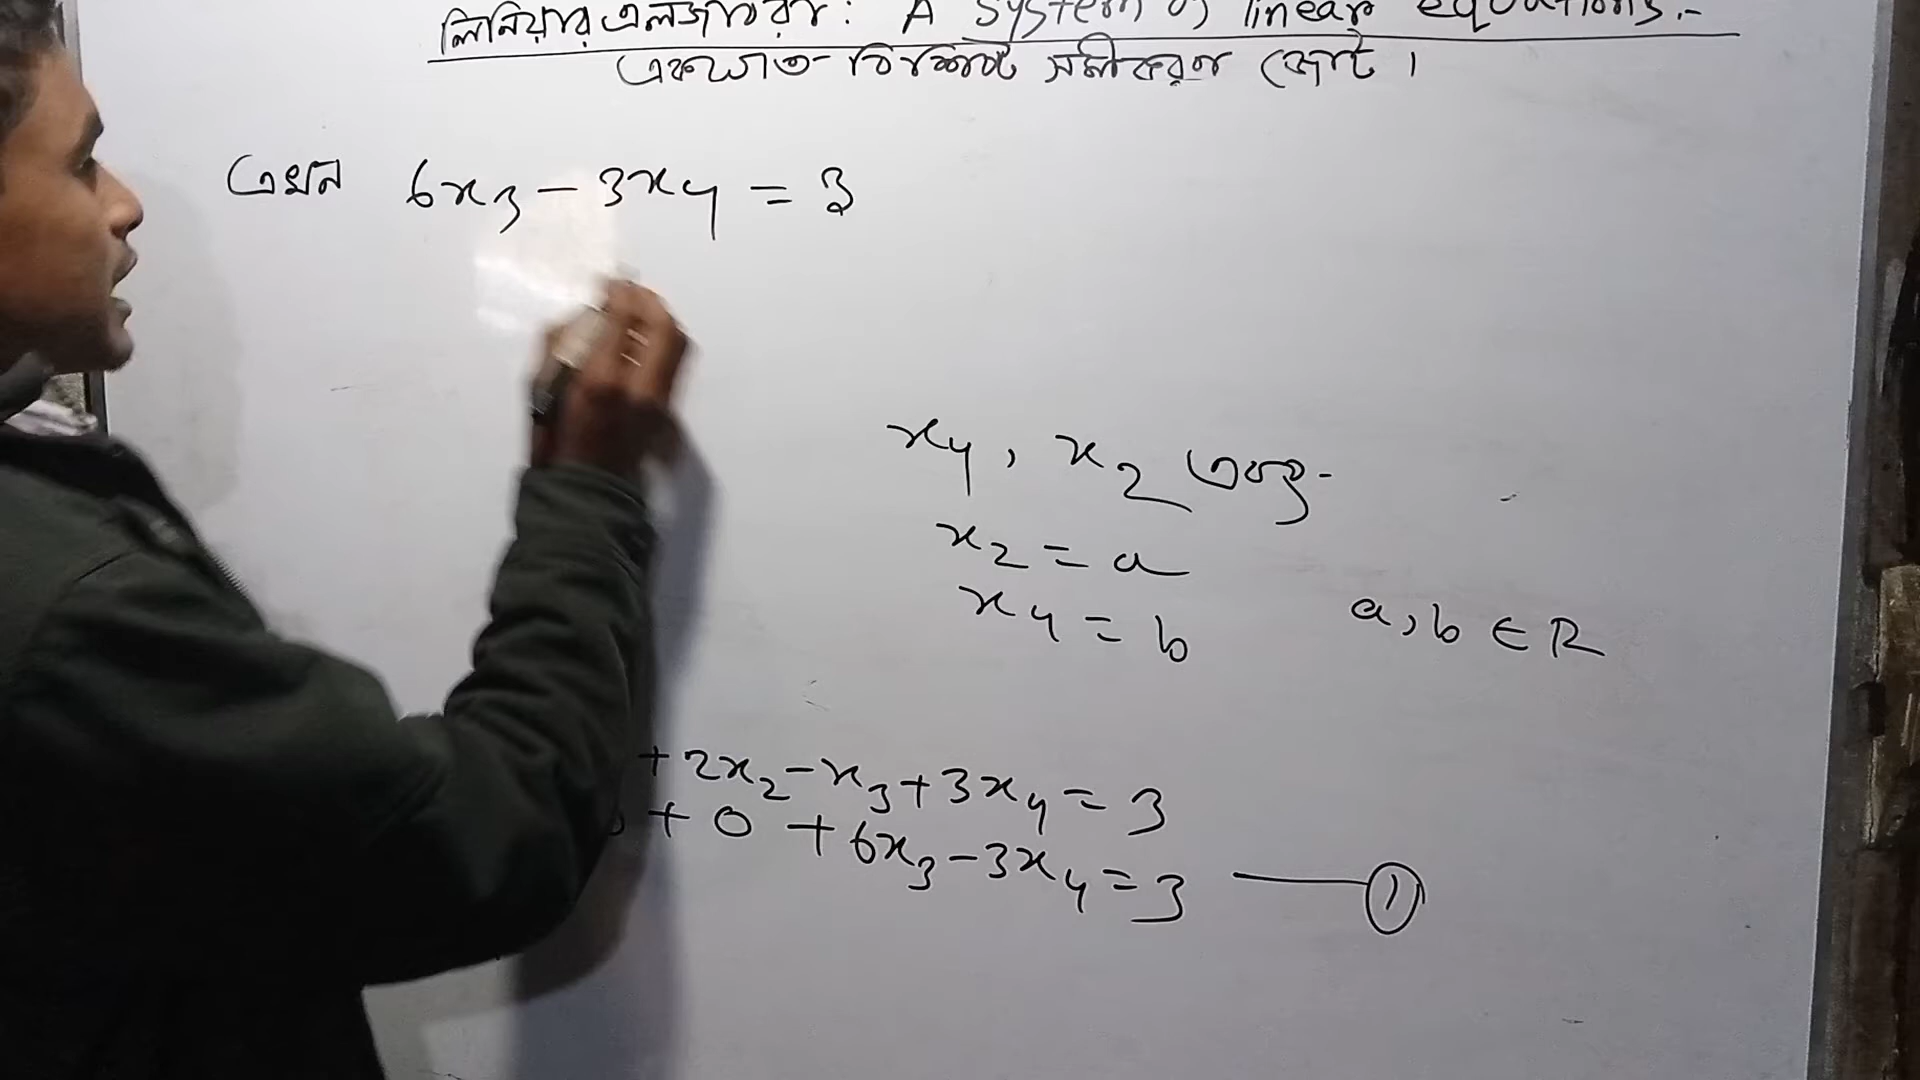 লিনিয়ার এলজাবরা: A System of linear equations:-
একঘাত বিশিষ্ট সমীকরণ জোট।
এখন 6x₃ - 3x₄ = 3
x₄, x₂ এবং-
x₂ = a
x₄ = b
a, b ∈ R
+ 2x₂ - x₃ + 3x₄ = 3
+ 0 + 6x₃ - 3x₄ = 3 —— ①